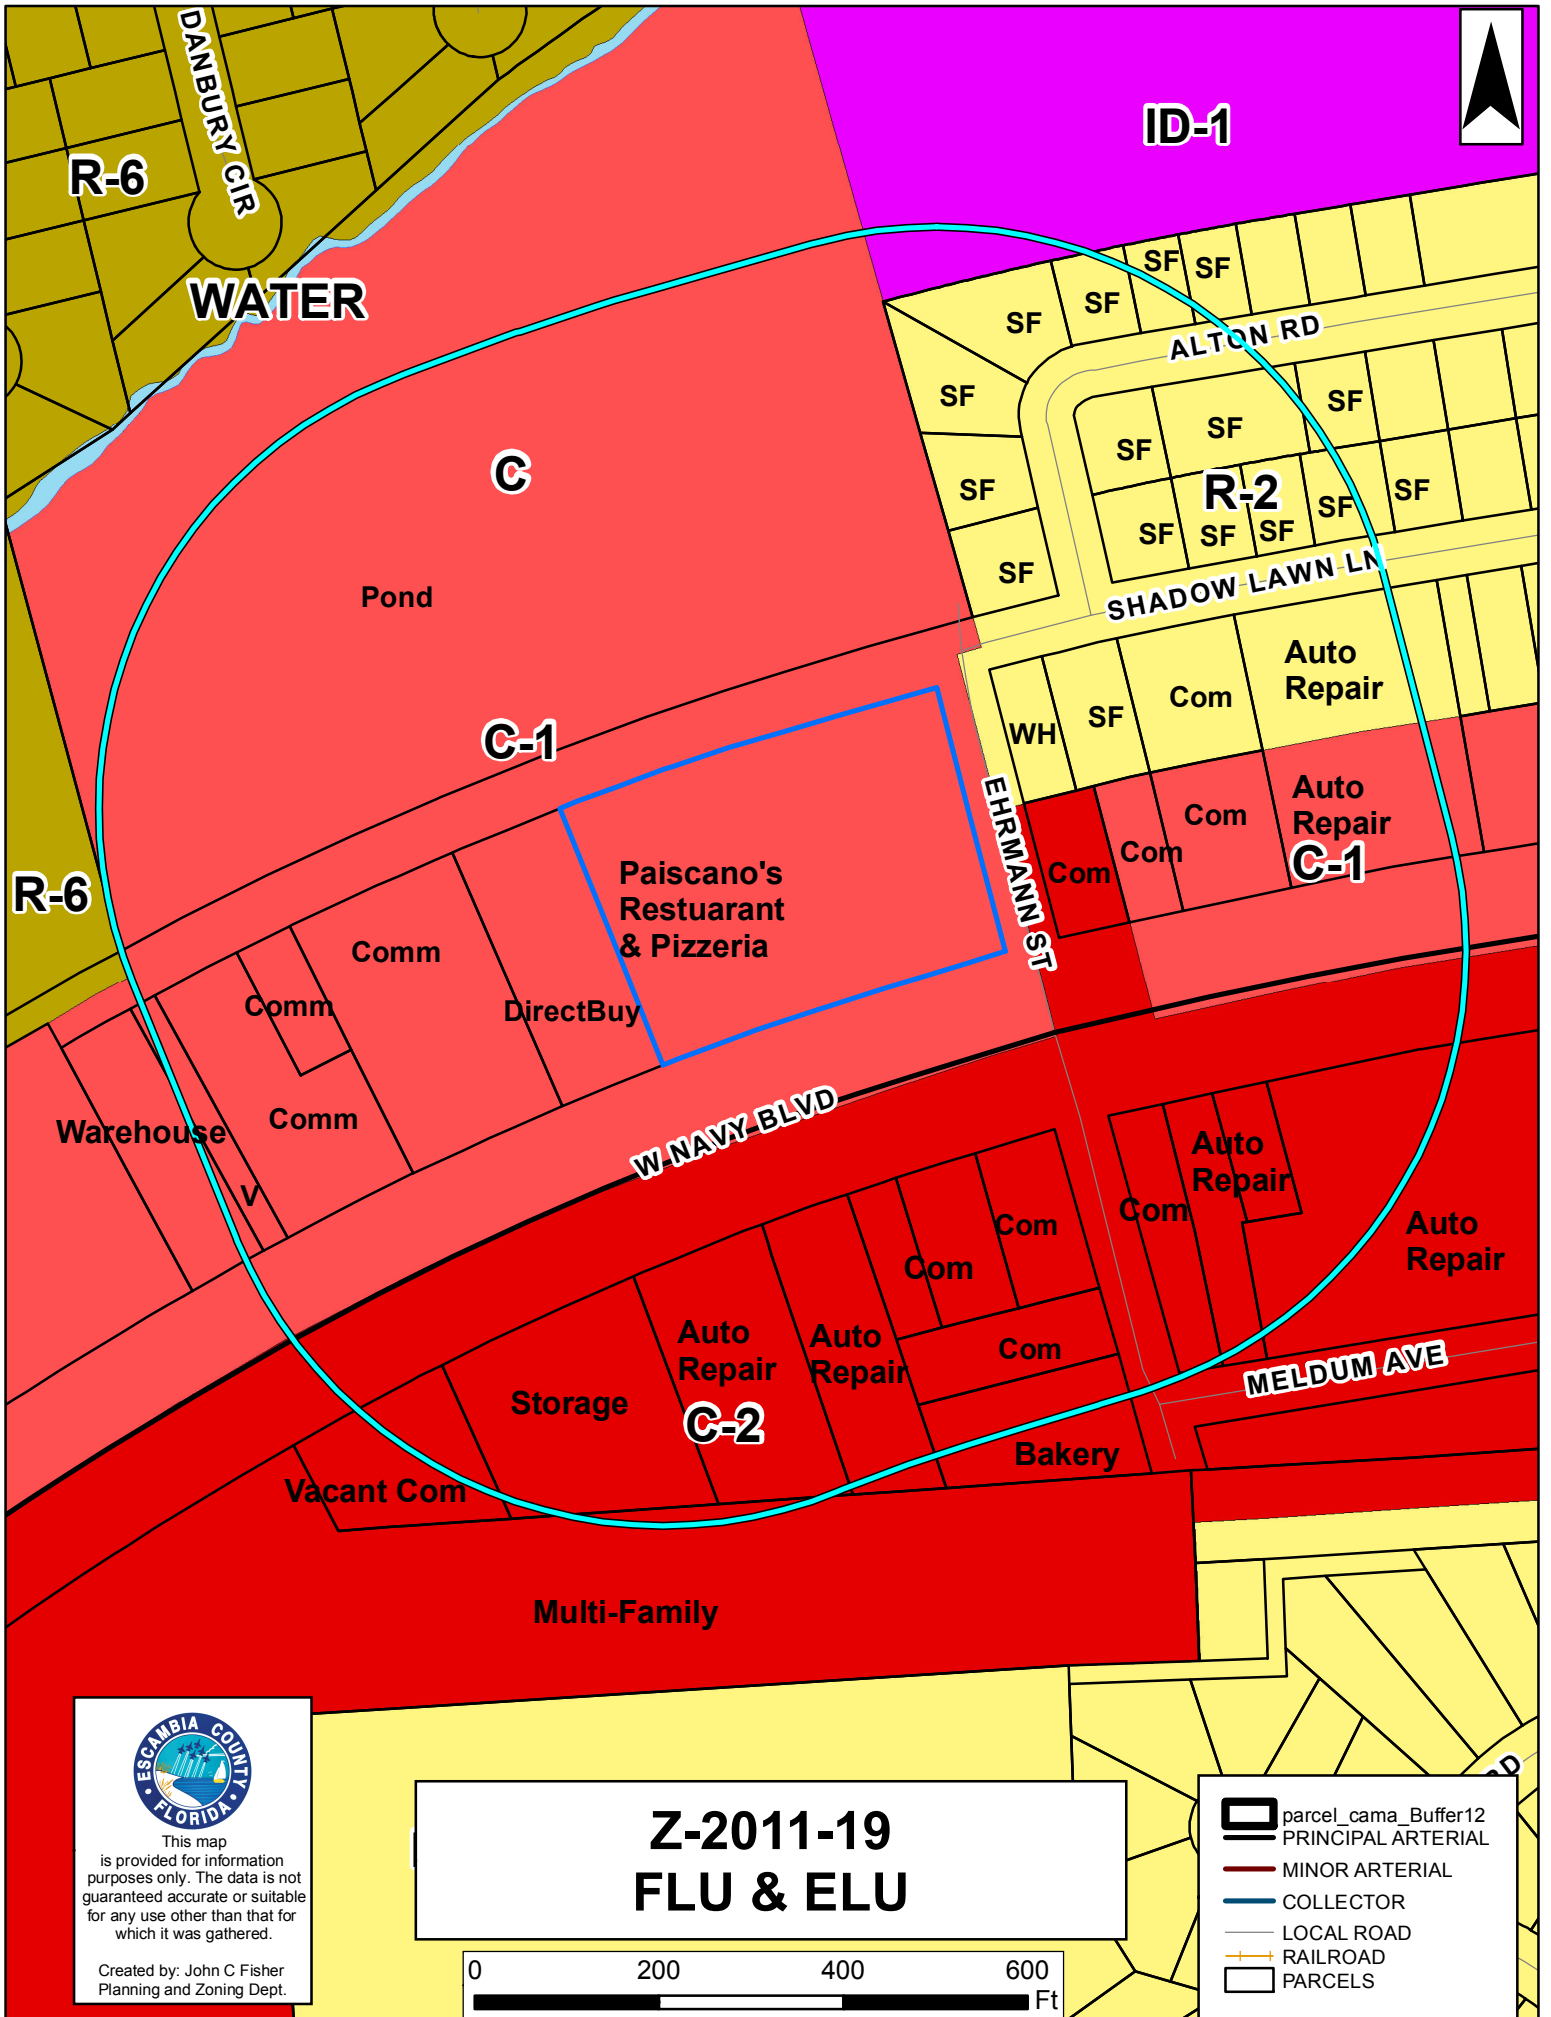 DANBURY CIR
ID-1
R-6
WATER
SF
SF
SF
SF
ALTON RD
SF
SF
SF
SF
C
SF
R-2
SF
SF
SF
SF
SF
SF
Pond
SF
SHADOW LAWN LN
Auto
Repair
Com
SF
WH
C-1
EHRMANN ST
Auto
Repair
Com
Com
Com
C-1
R-6
Paiscano's
Restuarant
& Pizzeria
Comm
Comm
DirectBuy
Comm
Warehouse
V
W NAVY BLVD
Auto
Repair
Com
Com
Auto
Repair
Com
Com
Auto
Repair
Auto
Repair
MELDUM AVE
Storage
C-2
Bakery
Vacant Com
Multi-Family
RD
ESCAMBIA COUNTY
FLORIDA
This map
is provided for information
purposes only. The data is not
guaranteed accurate or suitable
for any use other than that for
which it was gathered.
Created by: John C Fisher
Planning and Zoning Dept.
Z-2011-19
FLU & ELU
0 200 400 600
Ft
parcel_cama_Buffer12
PRINCIPAL ARTERIAL
MINOR ARTERIAL
COLLECTOR
LOCAL ROAD
RAILROAD
PARCELS